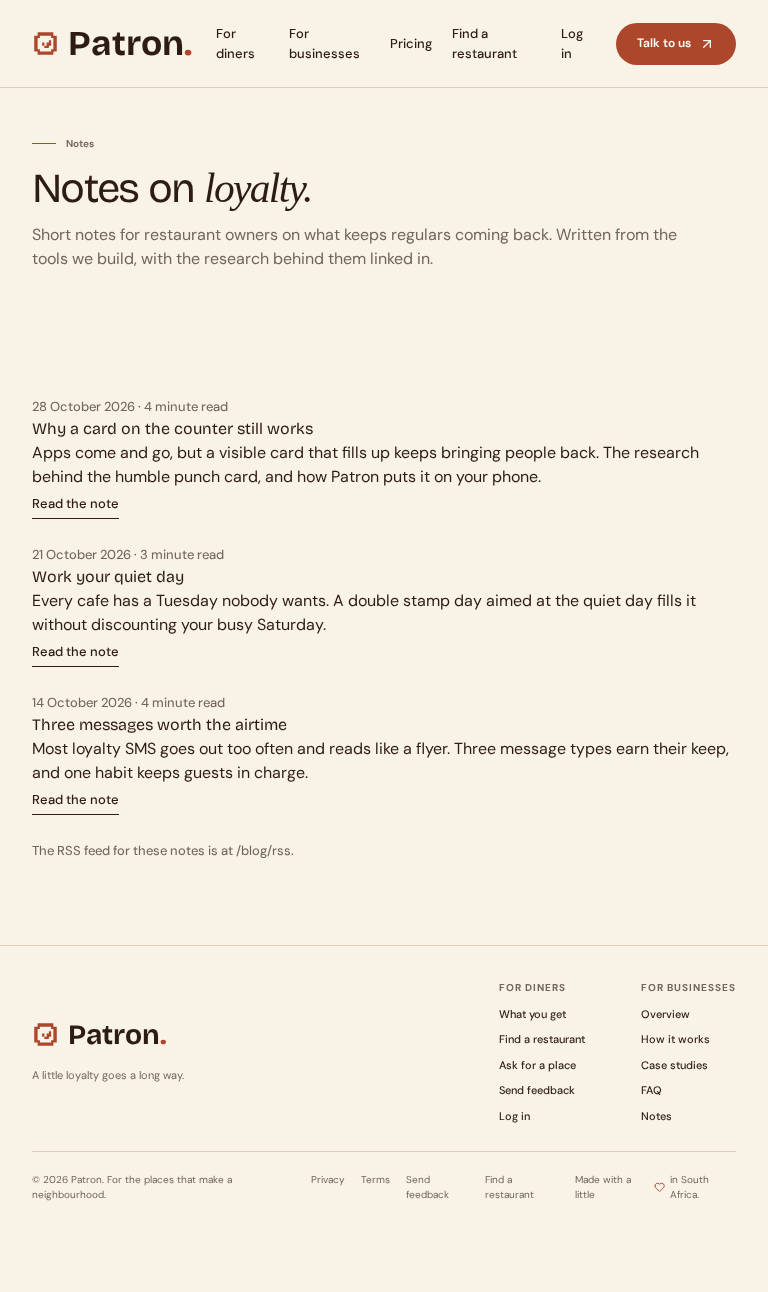 Patron.
For diners
For businesses
Pricing
Find a restaurant
Log in
Talk to us
Notes
Notes on loyalty.
Short notes for restaurant owners on what keeps regulars coming back. Written from the
tools we build, with the research behind them linked in.
28 October 2026 · 4 minute read
Why a card on the counter still works
Apps come and go, but a visible card that fills up keeps bringing people back. The research
behind the humble punch card, and how Patron puts it on your phone.
Read the note
21 October 2026 · 3 minute read
Work your quiet day
Every cafe has a Tuesday nobody wants. A double stamp day aimed at the quiet day fills it
without discounting your busy Saturday.
Read the note
14 October 2026 · 4 minute read
Three messages worth the airtime
Most loyalty SMS goes out too often and reads like a flyer. Three message types earn their keep,
and one habit keeps guests in charge.
Read the note
The RSS feed for these notes is at /blog/rss.
Patron.
A little loyalty goes a long way.
FOR DINERS
What you get
Find a restaurant
Ask for a place
Send feedback
Log in
FOR BUSINESSES
Overview
How it works
Case studies
FAQ
Notes
© 2026 Patron. For the places that make a
neighbourhood.
Privacy
Terms
Send
feedback
Find a
restaurant
Made with a
little
in South
Africa.